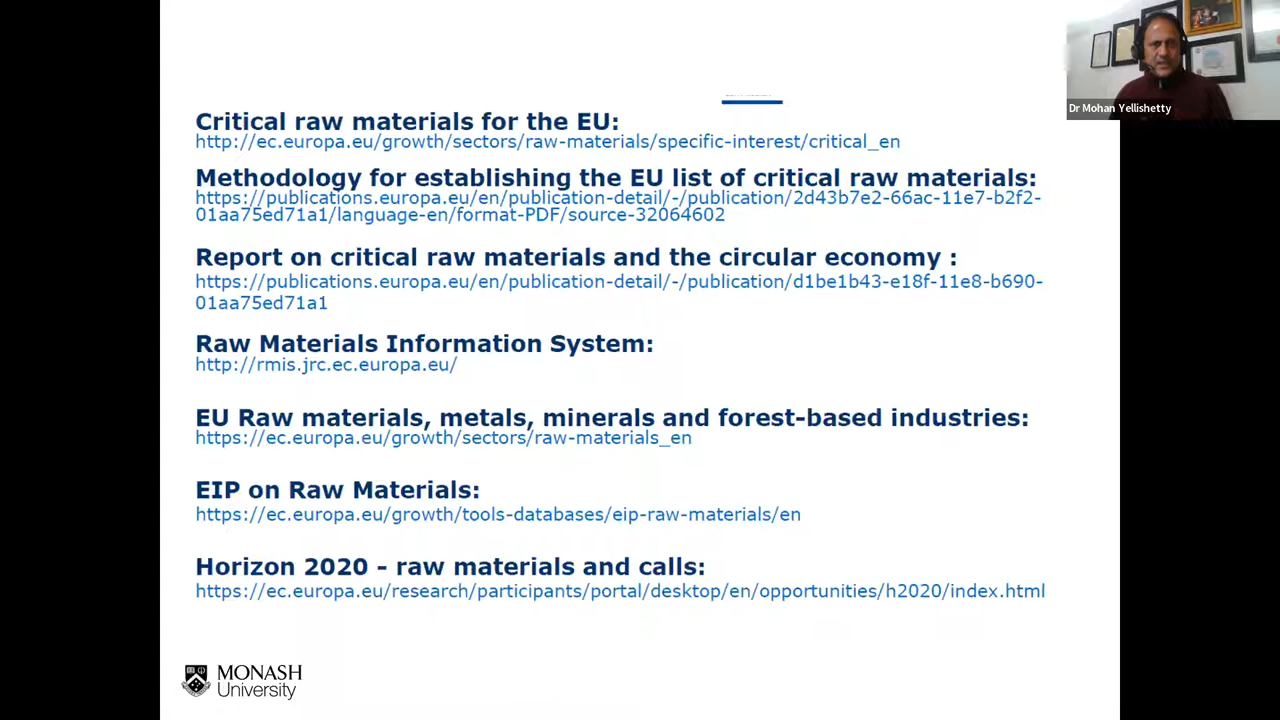 Dr Mohan Yellishetty
Critical raw materials for the EU:
http://ec.europa.eu/growth/sectors/raw-materials/specific-interest/critical_en
Methodology for establishing the EU list of critical raw materials:
https://publications.europa.eu/en/publication-detail/-/publication/2d43b7e2-66ac-11e7-b2f2-
01aa75ed71a1/language-en/format-PDF/source-32064602
Report on critical raw materials and the circular economy :
https://publications.europa.eu/en/publication-detail/-/publication/d1be1b43-e18f-11e8-b690-
01aa75ed71a1
Raw Materials Information System:
http://rmis.jrc.ec.europa.eu/
EU Raw materials, metals, minerals and forest-based industries:
https://ec.europa.eu/growth/sectors/raw-materials_en
EIP on Raw Materials:
https://ec.europa.eu/growth/tools-databases/eip-raw-materials/en
Horizon 2020 - raw materials and calls:
https://ec.europa.eu/research/participants/portal/desktop/en/opportunities/h2020/index.html
MONASH
University